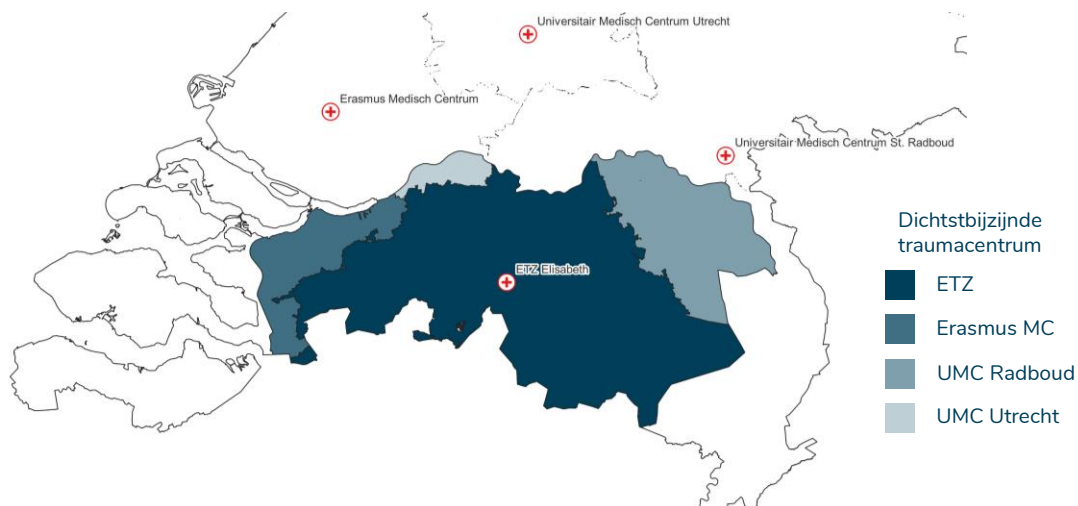 Universitair Medisch Centrum Utrecht
Erasmus Medisch Centrum
Universitair Medisch Centrum St. Radboud
ETZ Elisabeth
Dichtstbijzijnde
traumacentrum
ETZ
Erasmus MC
UMC Radboud
UMC Utrecht